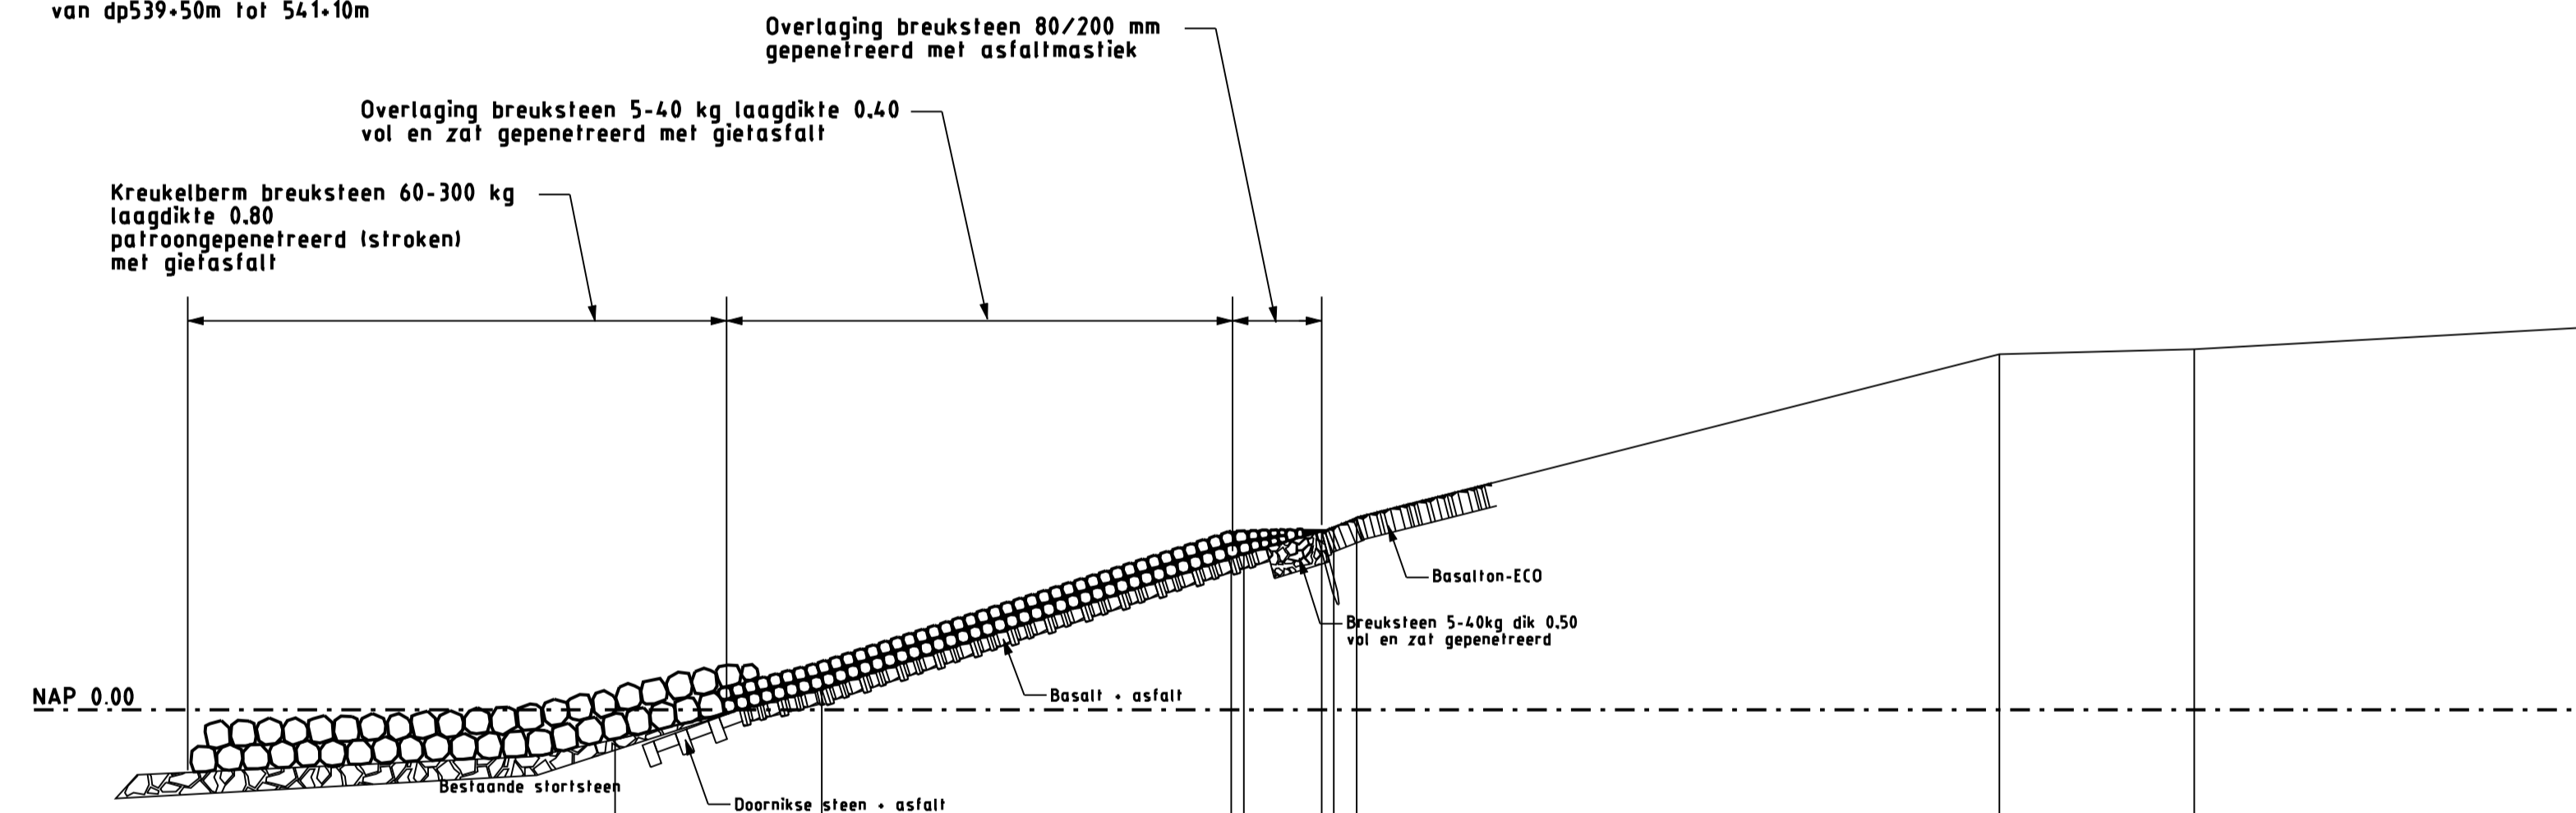 van dp539+50m tot 541+10m
Overlaging breuksteen 80/200 mm
gepenetreerd met asfaltmastiek
Overlaging breuksteen 5-40 kg laagdikte 0.40
vol en zat gepenetreerd met gietasfalt
Kreukelberm breuksteen 60-300 kg
laagdikte 0.80
patroongepenetreerd (stroken)
met gietasfalt
Basalton-ECO
Breuksteen 5-40kg dik 0.50
vol en zat gepenetreerd
NAP 0.00
Basalt + asfalt
Bestaande stortsteen
Doornikse steen + asfalt